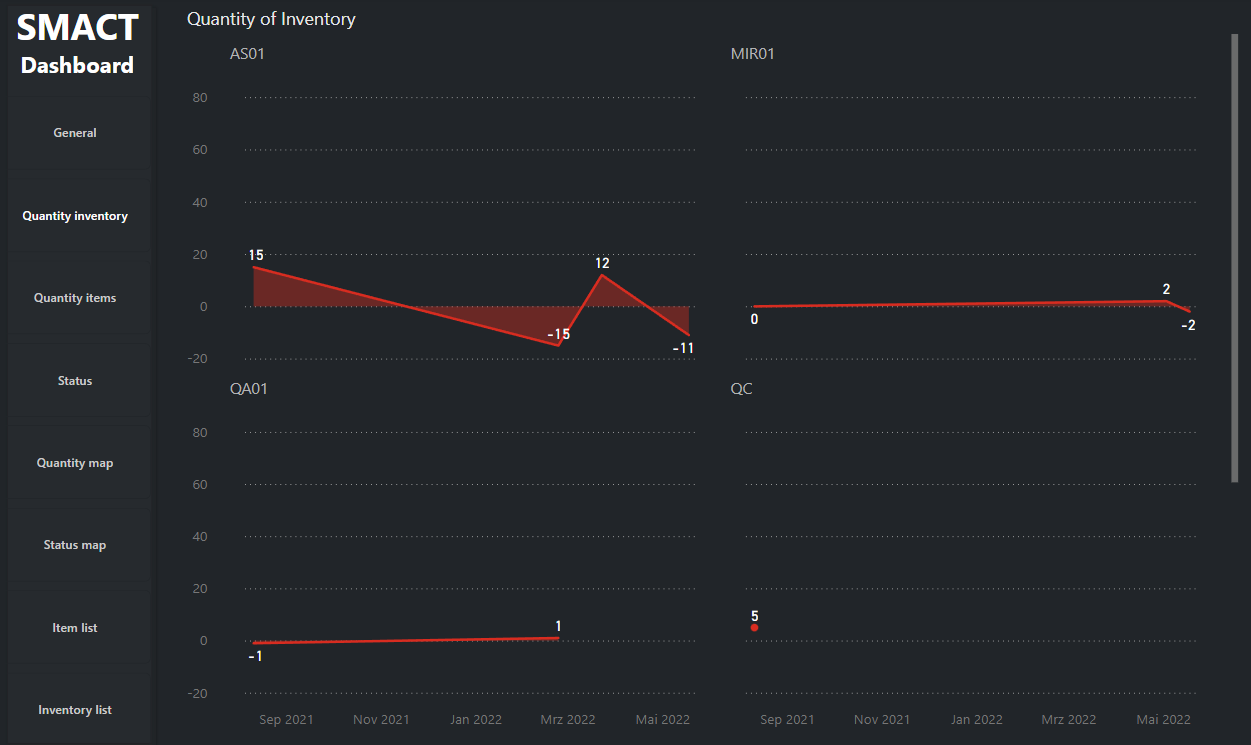 SMACT
Dashboard
General
Quantity inventory
Quantity items
Status
Quantity map
Status map
Item list
Inventory list
Quantity of Inventory
AS01
80
60
40
20
0
-20
15
-15
12
-11
MIR01
0
2
-2
QA01
80
60
40
20
0
-20
-1
1
Sep 2021 Nov 2021 Jan 2022 Mrz 2022 Mai 2022
QC
5
Sep 2021 Nov 2021 Jan 2022 Mrz 2022 Mai 2022